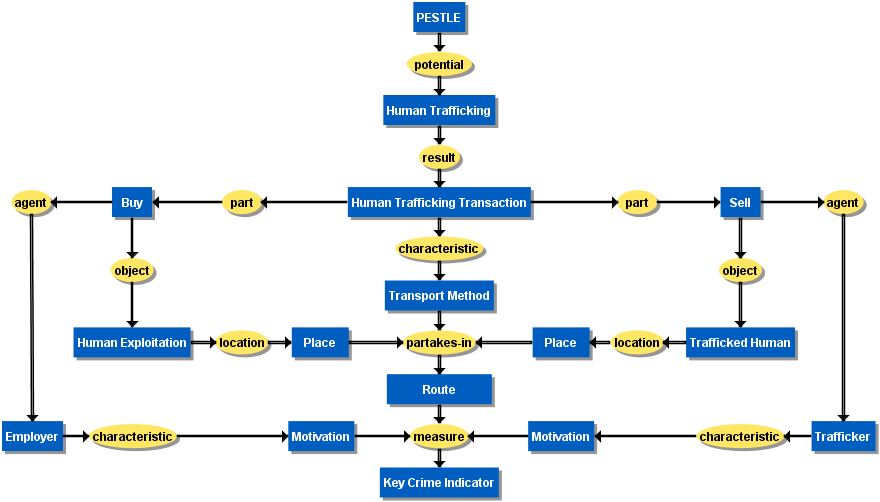 PESTLE
potential
Human Trafficking
result
agent Buy part Human Trafficking Transaction part Sell agent
characteristic
object object
Transport Method
Human Exploitation location Place partakes-in Place location Trafficked Human
Route
Employer characteristic Motivation measure Motivation characteristic Trafficker
Key Crime Indicator